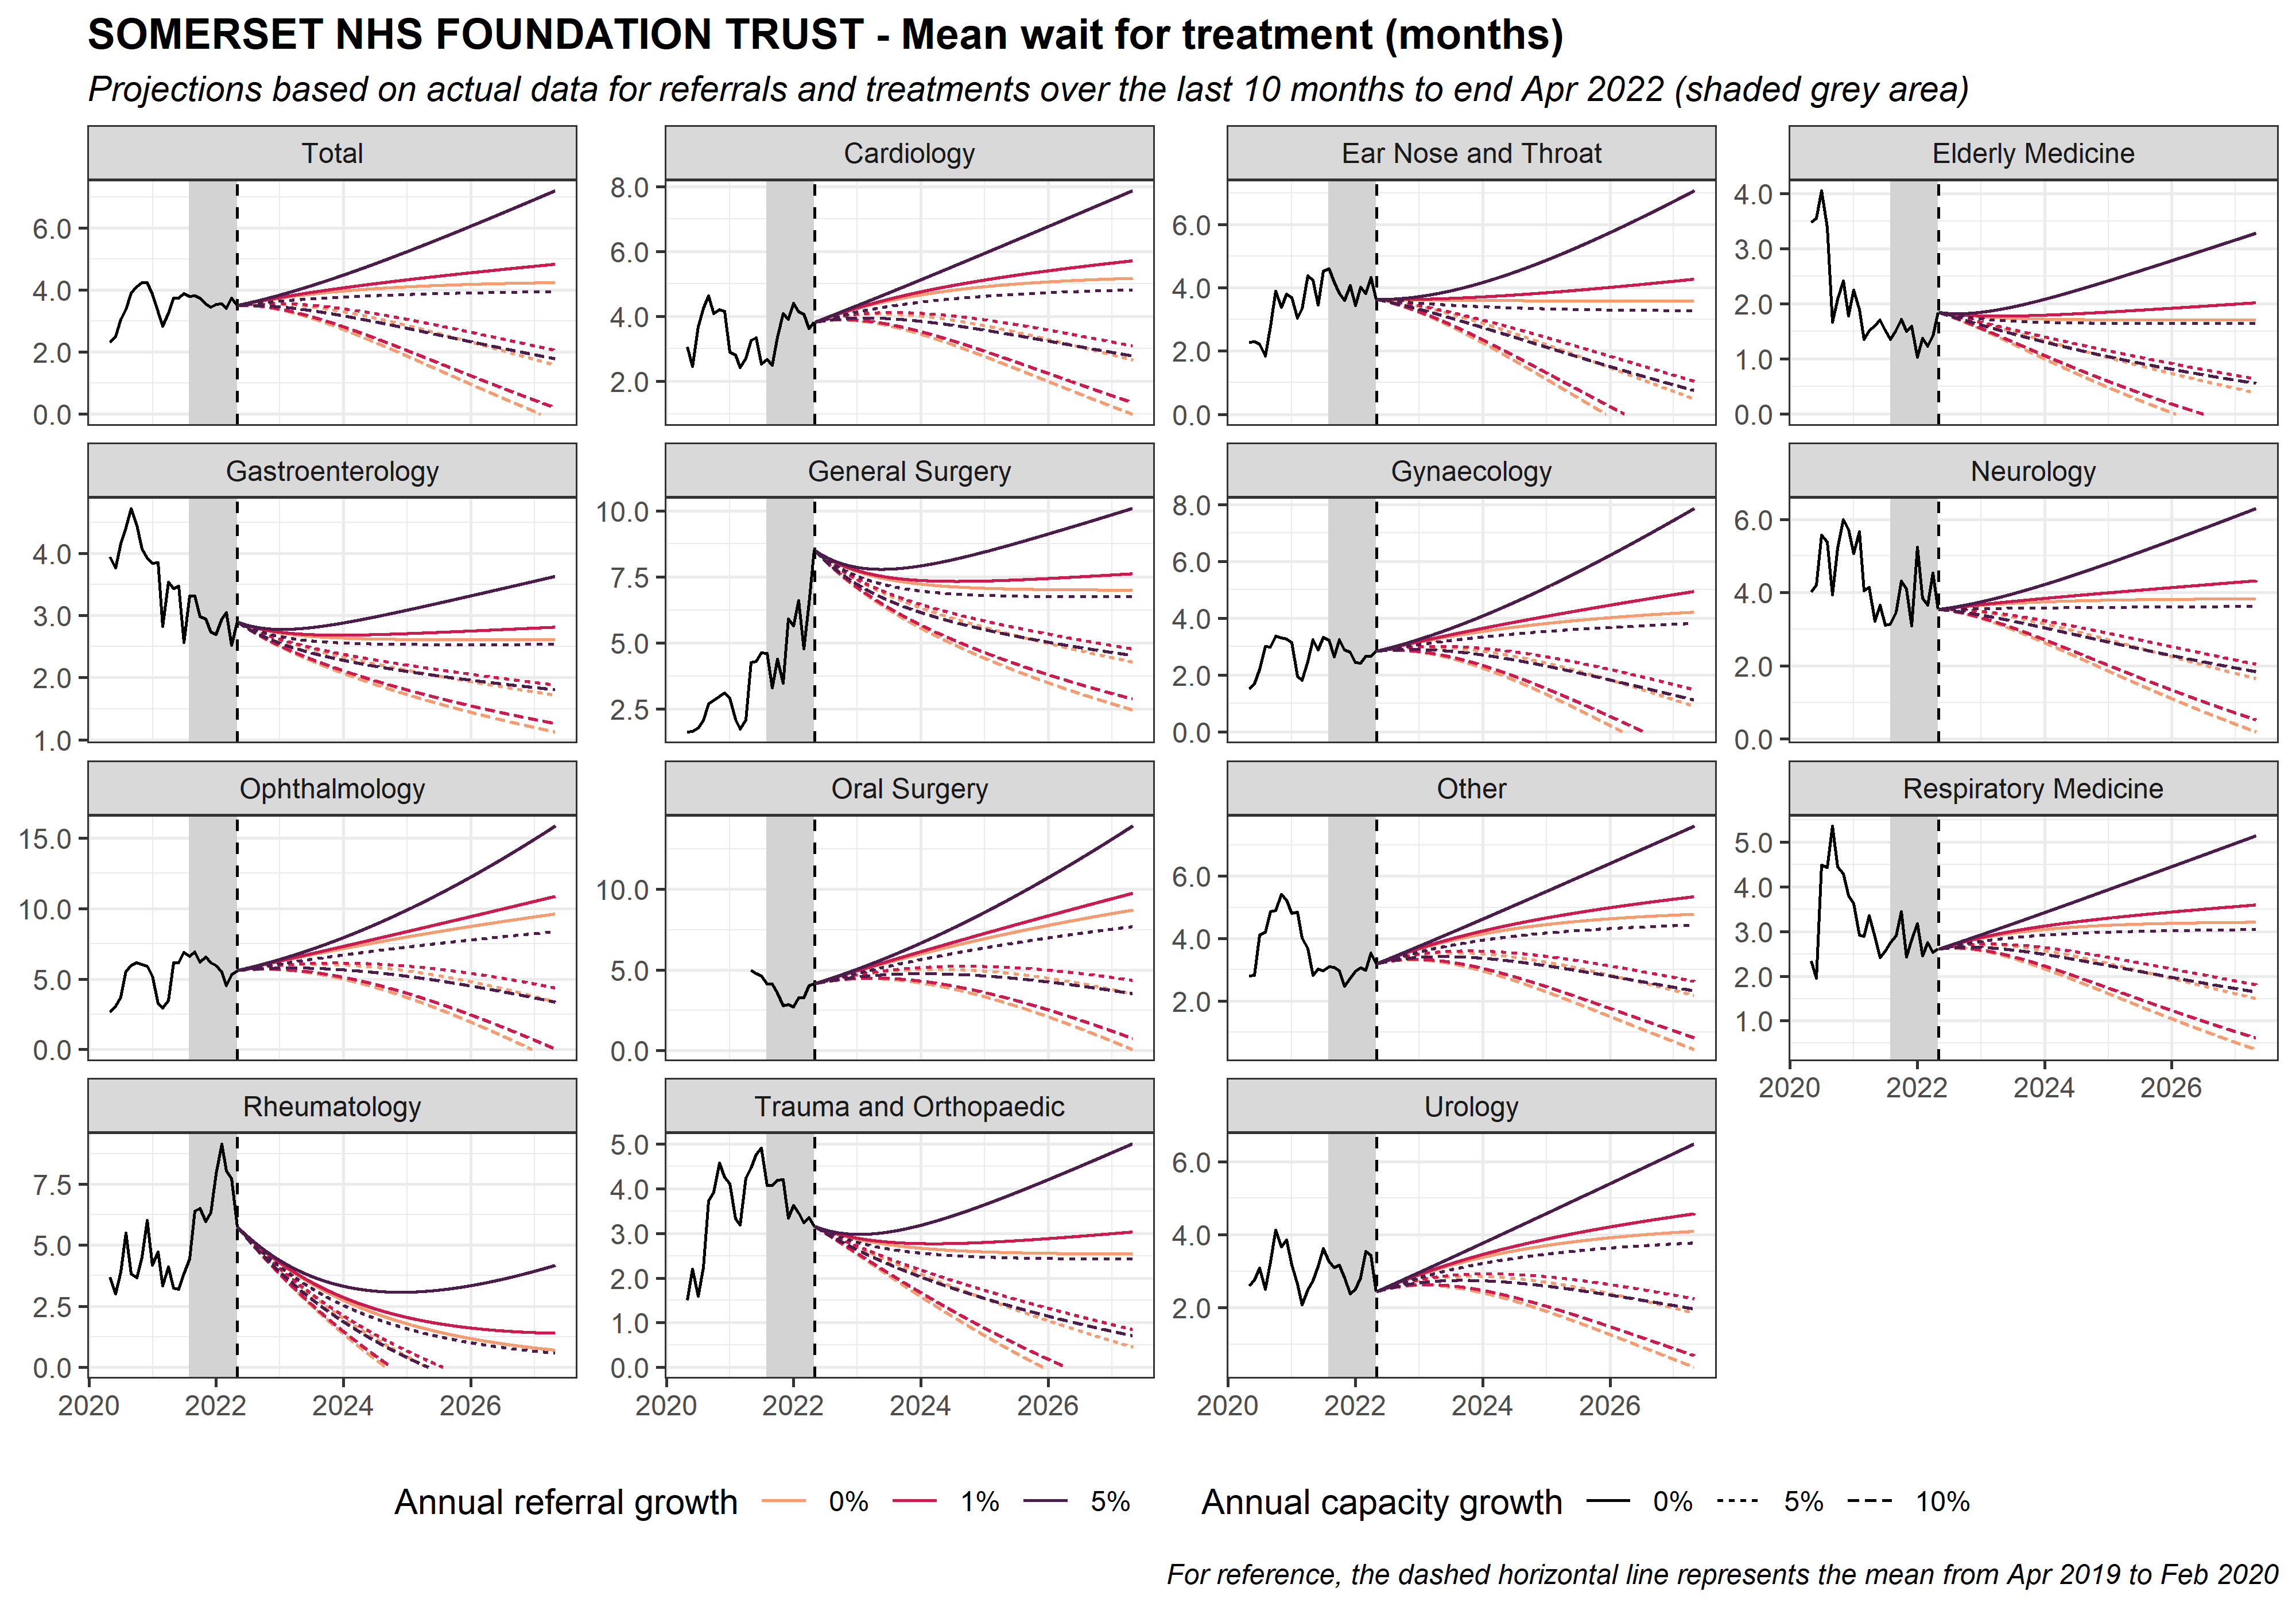 SOMERSET NHS FOUNDATION TRUST - Mean wait for treatment (months)
Projections based on actual data for referrals and treatments over the last 10 months to end Apr 2022 (shaded grey area)
Total
6.0
4.0
2.0
0.0
Cardiology
8.0
6.0
4.0
2.0
Ear Nose and Throat
6.0
4.0
2.0
0.0
Elderly Medicine
4.0
3.0
2.0
1.0
0.0
Gastroenterology
4.0
3.0
2.0
1.0
General Surgery
10.0
7.5
5.0
2.5
Gynaecology
8.0
6.0
4.0
2.0
0.0
Neurology
6.0
4.0
2.0
0.0
Ophthalmology
15.0
10.0
5.0
0.0
Oral Surgery
10.0
5.0
0.0
Other
6.0
4.0
2.0
Respiratory Medicine
5.0
4.0
3.0
2.0
1.0
2020 2022 2024 2026
Rheumatology
7.5
5.0
2.5
0.0
2020 2022 2024 2026
Trauma and Orthopaedic
5.0
4.0
3.0
2.0
1.0
0.0
2020 2022 2024 2026
Urology
6.0
4.0
2.0
2020 2022 2024 2026
Annual referral growth 0% 1% 5% Annual capacity growth 0% 5% 10%
For reference, the dashed horizontal line represents the mean from Apr 2019 to Feb 2020